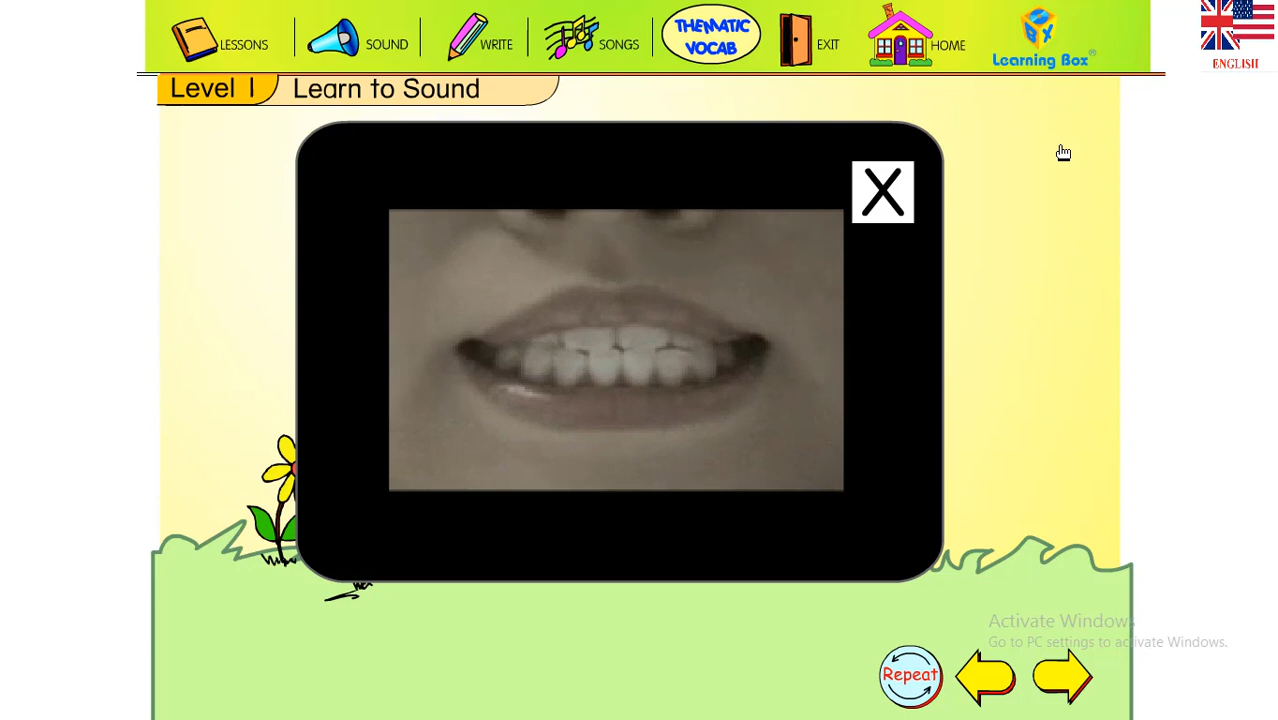 LESSONS
SOUND
WRITE
SONGS
THEMATIC
VOCAB
EXIT
HOME
Learning Box®
ENGLISH
Level 1
Learn to Sound
X
Activate Windows
Go to PC settings to activate Windows.
Repeat